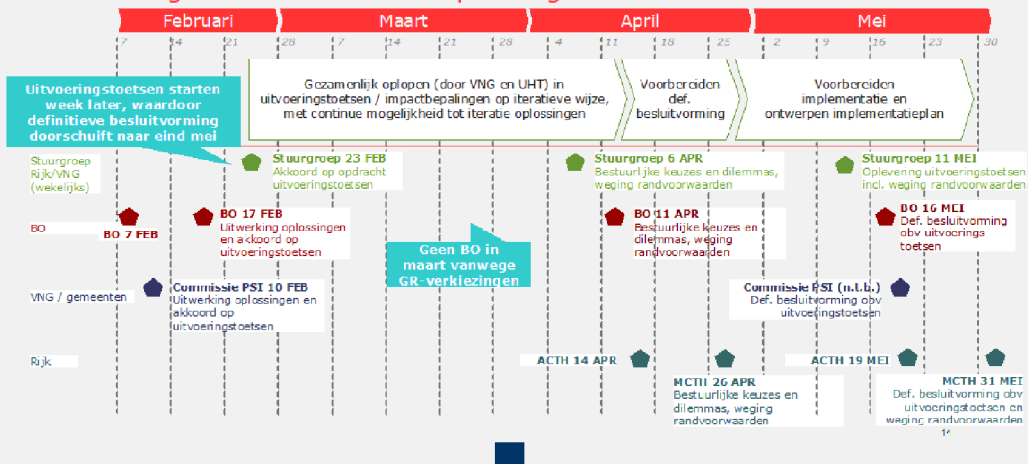 Februari
Maart
April
Mei
7 14 21 28 7 14 21 28 4 11 18 25 2 9 16 23 30
Uitvoeringstoetsen starten
week later, waardoor
definitieve besluitvorming
doorschuift naar eind mei
Gezamenlijk oplopen (door VNG en UHT) in
uitvoeringstoetsen / impactbepalingen op iteratieve wijze,
met continue mogelijkheid tot iteratie oplossingen
Voorbereiden
def.
besluitvorming
Voorbereiden
implementatie en
ontwerpen implementatieplan
Stuurgroep
Rijk/VNG
(wekelijks)
Stuurgroep 23 FEB
Akkoord op opdracht
uitvoeringstoetsen
Stuurgroep 6 APR
Bestuurlijke keuzes en dilemmas,
weging randvoorwaarden
Stuurgroep 11 MEI
Oplevering uitvoeringstoetsen
incl. weging randvoorwaarden
BO
BO 7 FEB
BO 17 FEB
Uitwerking oplossingen
en akkoord op
uitvoeringstoetsen
Geen BO in
maart vanwege
GR-verkiezingen
BO 11 APR
Bestuurlijke keuzes en
dilemmas, weging
randvoorwaarden
BO 16 MEI
Def. besluitvorming
obv uitvoerings
toetsen
VNG / gemeenten
Commissie PSI 10 FEB
Uitwerking oplossingen en
akkoord op
uitvoeringstoetsen
Commissie PSI (n.t.b.)
Def. besluitvorming obv
uitvoeringstoetsen
Rijk
ACTH 14 APR
MCTH 26 APR
Bestuurlijke keuzes en
dilemmas, weging
randvoorwaarden
ACTH 19 MEI
MCTH 31 MEI
Def. besluitvorming obv
uitvoeringstoetsen en
weging randvoorwaarden